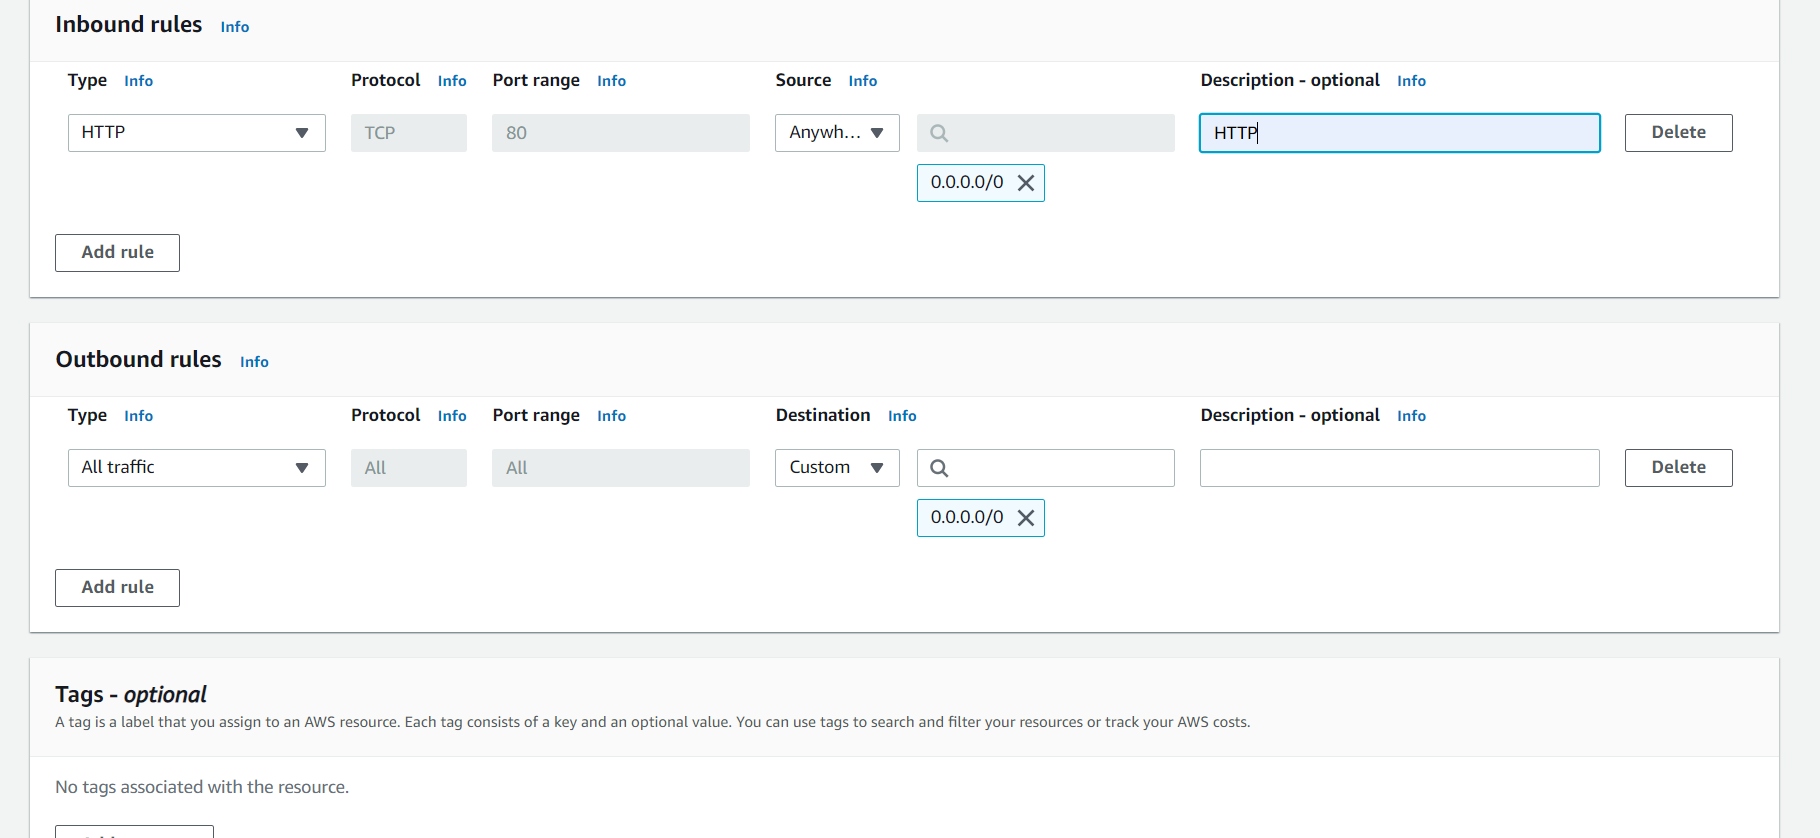 Inbound rules Info
Type Info Protocol Info Port range Info Source Info Description - optional Info
HTTP TCP 80 Anywh... HTTP Delete
0.0.0.0/0
Add rule
Outbound rules Info
Type Info Protocol Info Port range Info Destination Info Description - optional Info
All traffic All All Custom Delete
0.0.0.0/0
Add rule
Tags - optional
A tag is a label that you assign to an AWS resource. Each tag consists of a key and an optional value. You can use tags to search and filter your resources or track your AWS costs.
No tags associated with the resource.